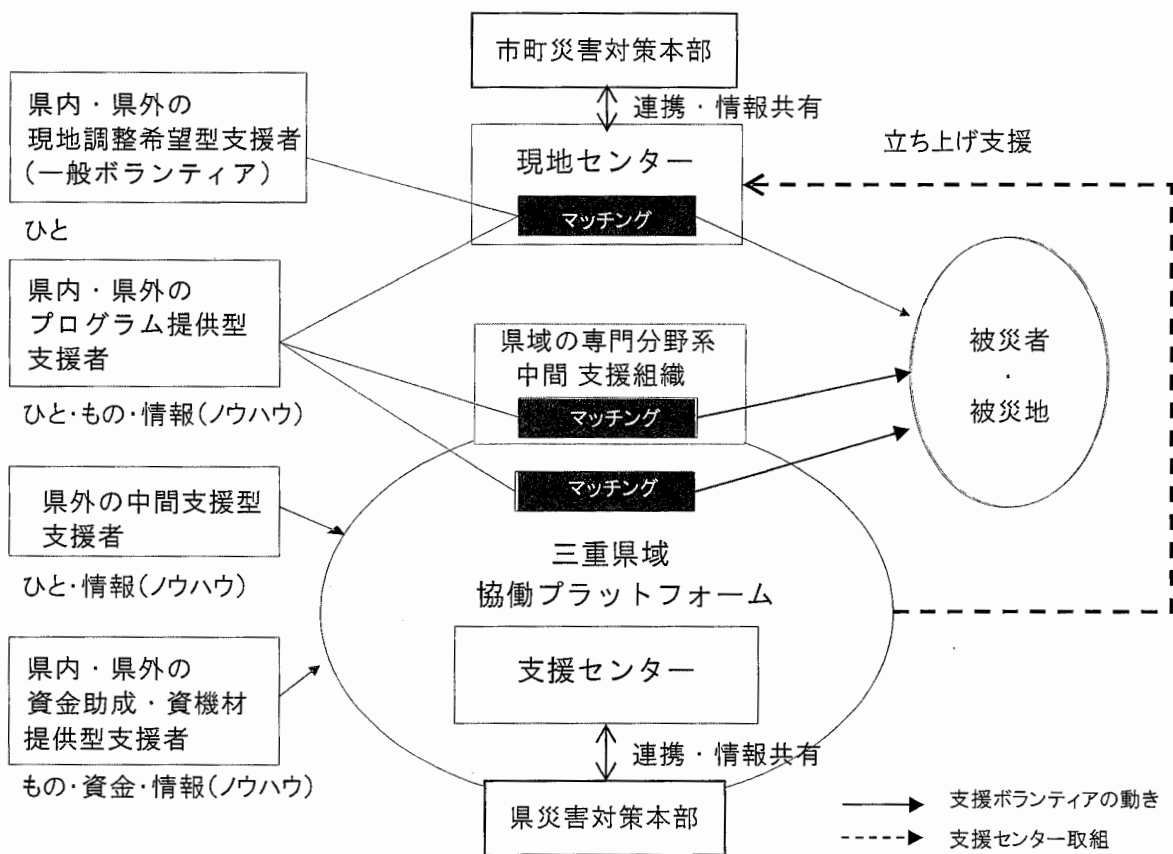 市町災害対策本部
連携・情報共有
県内・県外の
現地調整希望型支援者
(一般ボランティア)
ひと
現地センター
マッチング
立ち上げ支援
県内・県外の
プログラム提供型
支援者
ひと・もの・情報(ノウハウ)
県域の専門分野系
中間 支援組織
マッチング
マッチング
被災者
・
被災地
県外の中間支援型
支援者
ひと・情報(ノウハウ)
三重県域
協働プラットフォーム
支援センター
県内・県外の
資金助成・資機材
提供型支援者
もの・資金・情報(ノウハウ)
連携・情報共有
県災害対策本部
支援ボランティアの動き
支援センター取組